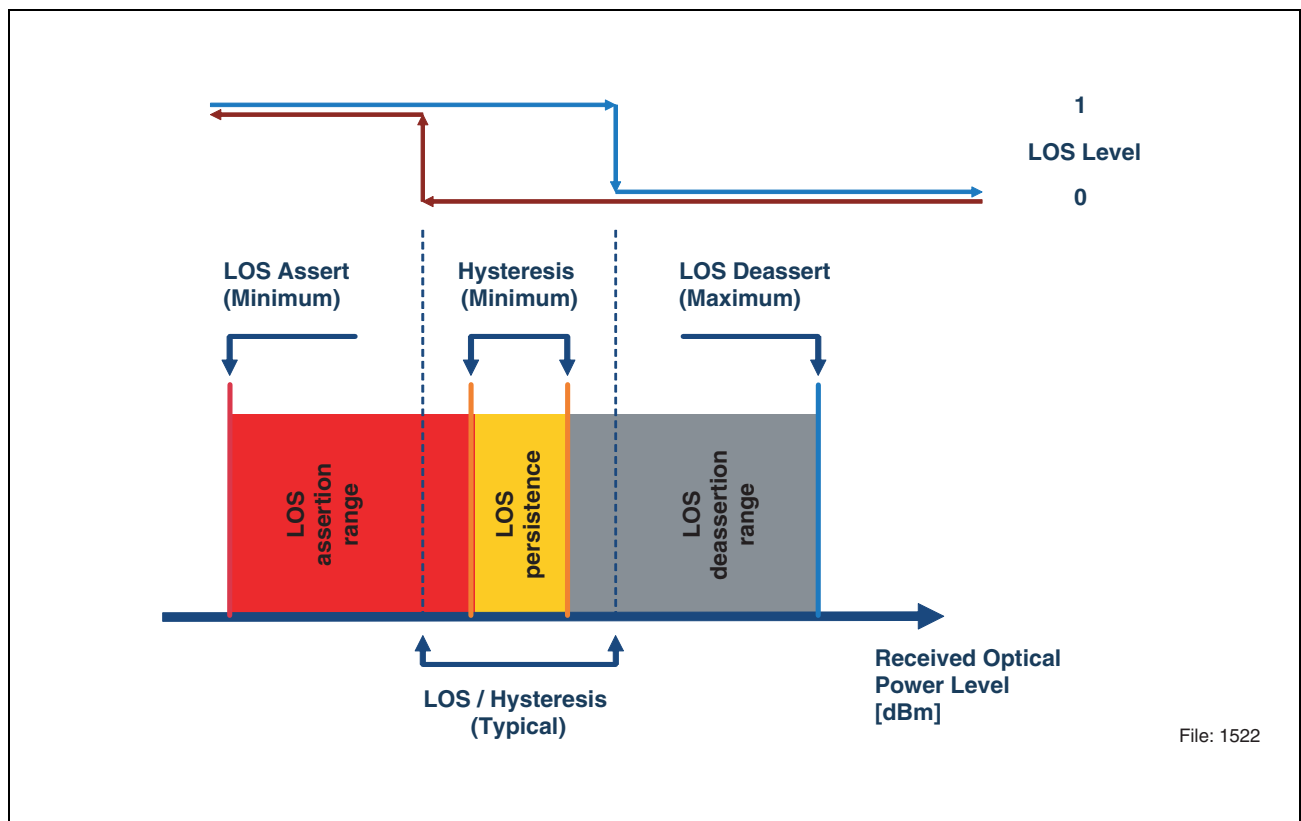 1
LOS Level
0
LOS Assert
(Minimum)
Hysteresis
(Minimum)
LOS Deassert
(Maximum)
LOS
assertion
range
LOS
persistence
LOS
deassertion
range
Received Optical
Power Level
[dBm]
LOS / Hysteresis
(Typical)
File: 1522